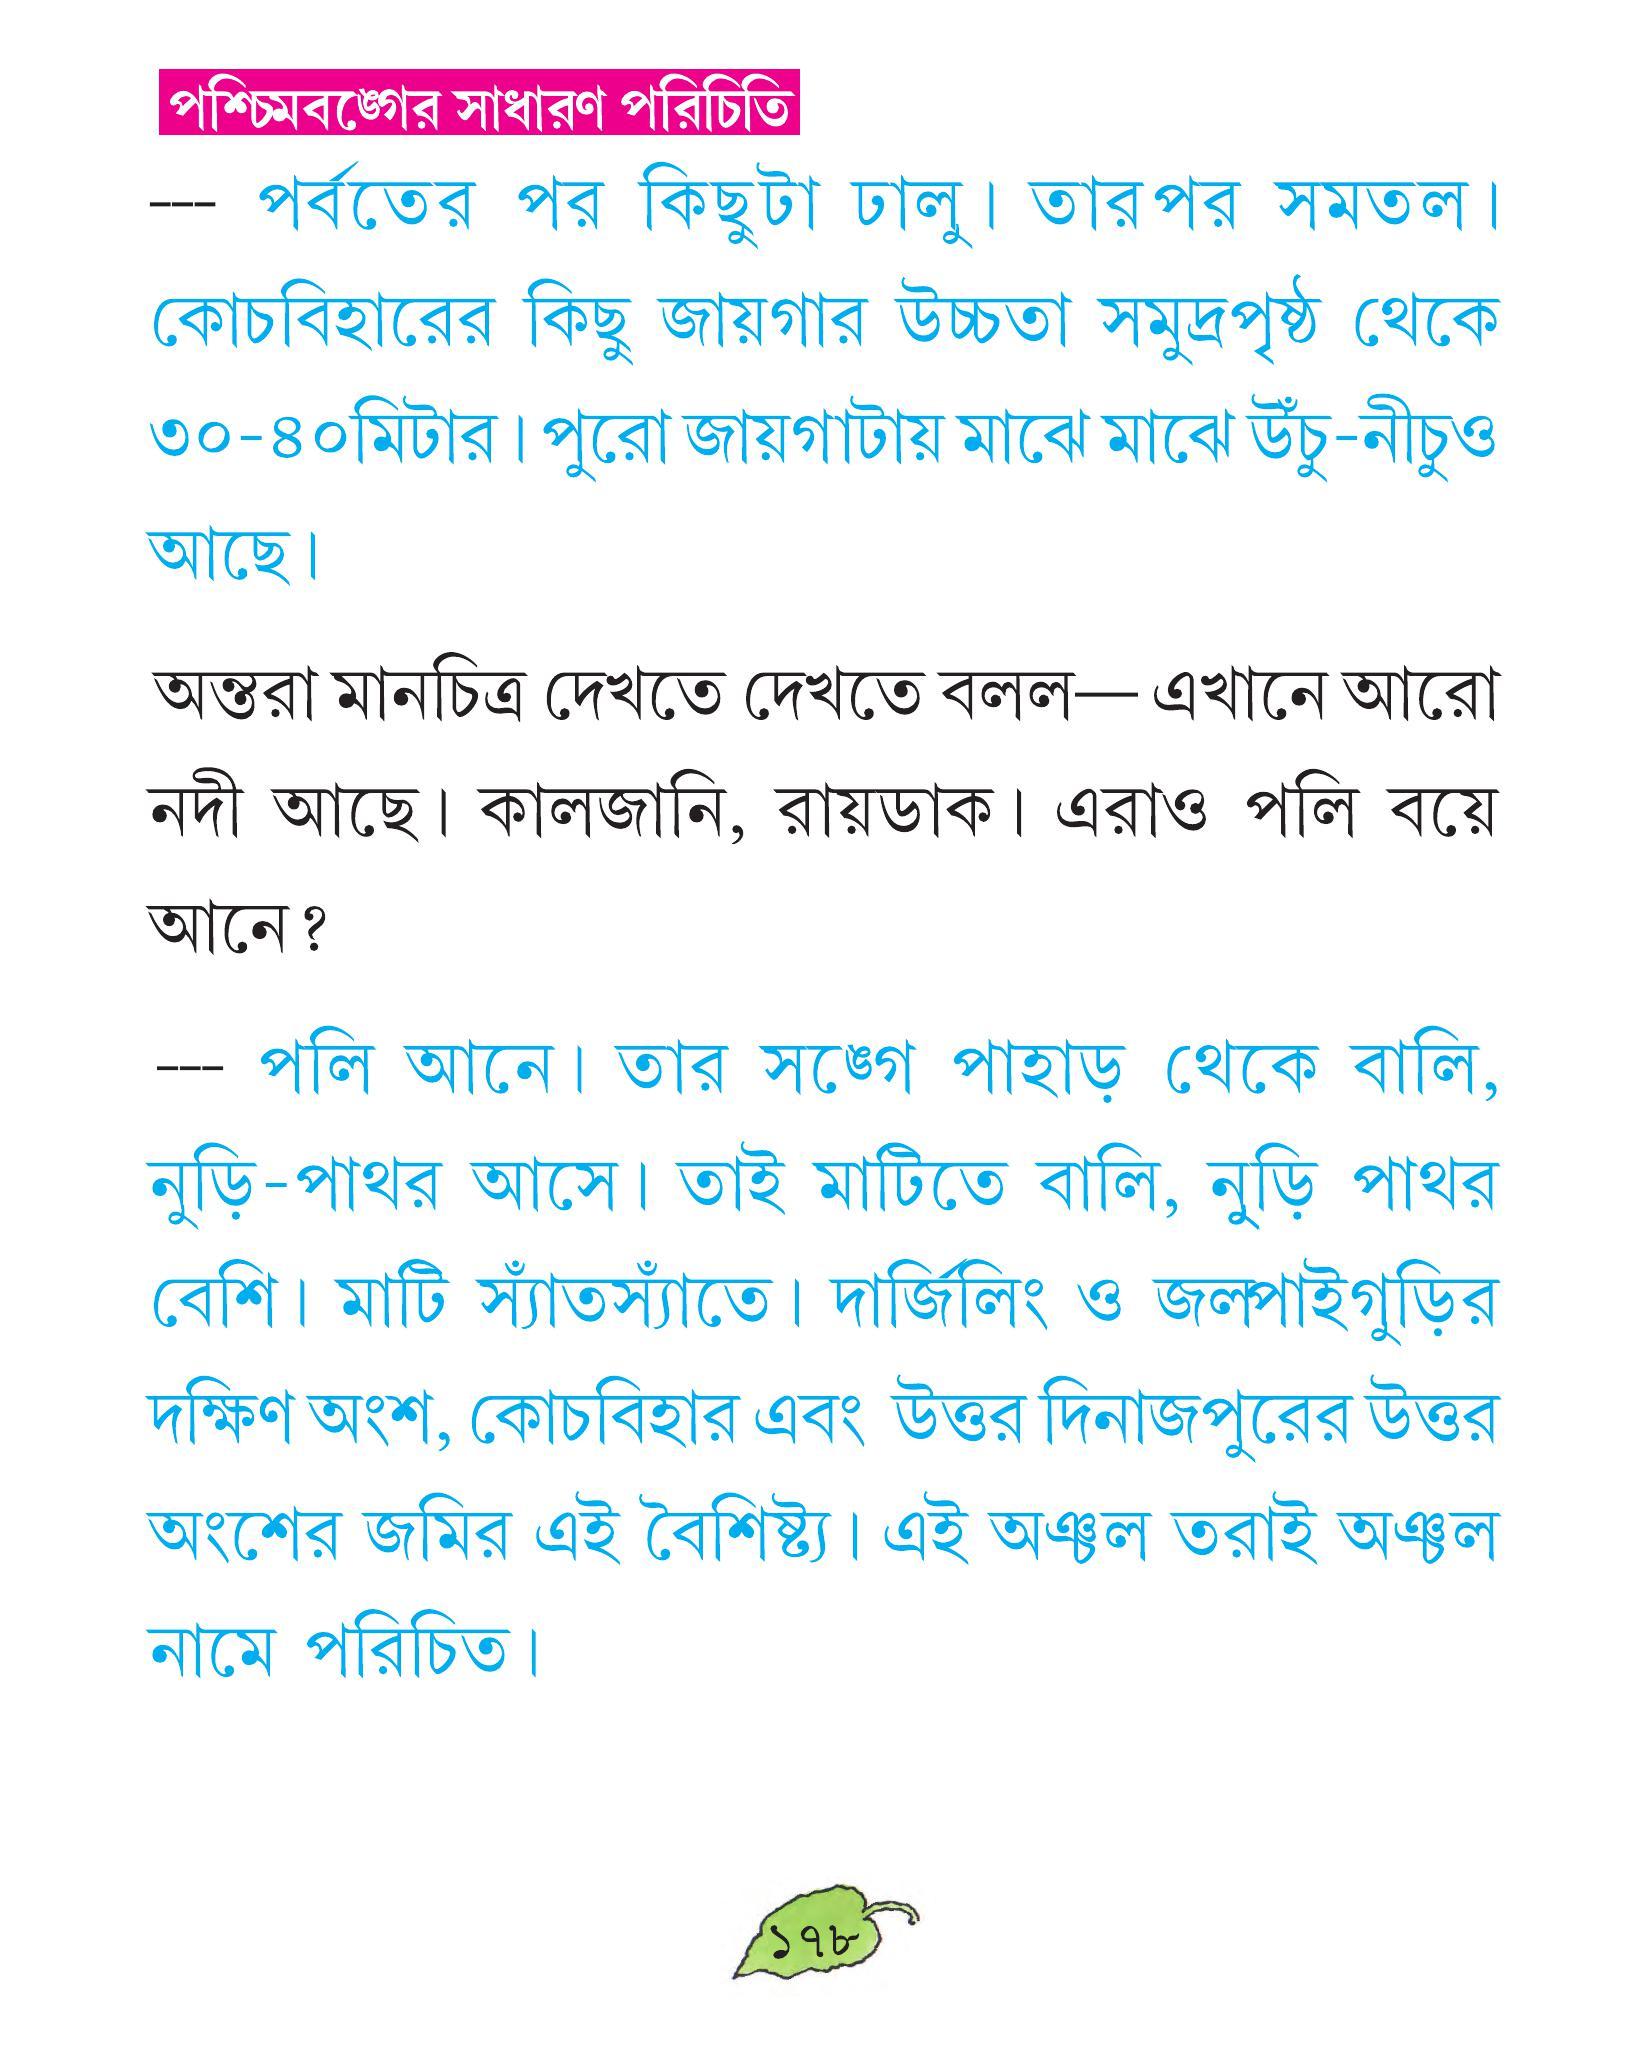 পশ্চিমবঙ্গের সাধারণ পরিচিতি
--- পর্বতের পর কিছুটা ঢালু। তারপর সমতল।
কোচবিহারের কিছু জায়গার উচ্চতা সমুদ্রপৃষ্ঠ থেকে
৩০-৪০মিটার। পুরো জায়গাটায় মাঝে মাঝে উঁচু-নীচুও
আছে।
অন্তরা মানচিত্র দেখতে দেখতে বলল— এখানে আরো
নদী আছে। কালজানি, রায়ডাক। এরাও পলি বয়ে
আনে?
--- পলি আনে। তার সঙ্গে পাহাড় থেকে বালি,
নুড়ি-পাথর আসে। তাই মাটিতে বালি, নুড়ি পাথর
বেশি। মাটি স্যাঁতস্যাঁতে। দার্জিলিং ও জলপাইগুড়ির
দক্ষিণ অংশ, কোচবিহার এবং উত্তর দিনাজপুরের উত্তর
অংশের জমির এই বৈশিষ্ট্য। এই অঞ্চল তরাই অঞ্চল
নামে পরিচিত।
১৭৮